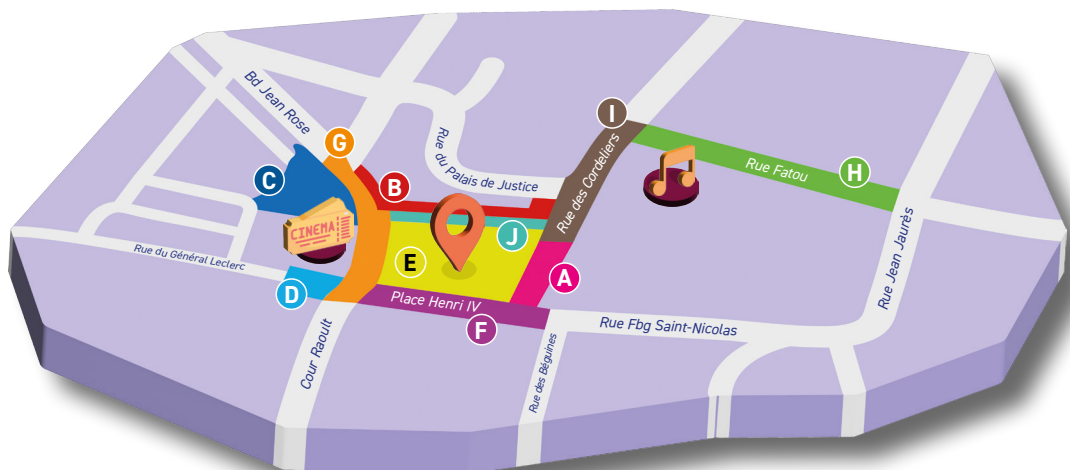 Bd Jean Rose
G
I
Rue du Palais de Justice
Rue des Cordeliers
Rue Fatou
H
C
B
CINEMA
J
E
A
Rue du Général Leclerc
D
Place Henri IV
F
Rue Fbg Saint-Nicolas
Rue Jean Jaurès
Cour Raoult
Rue des Béguines